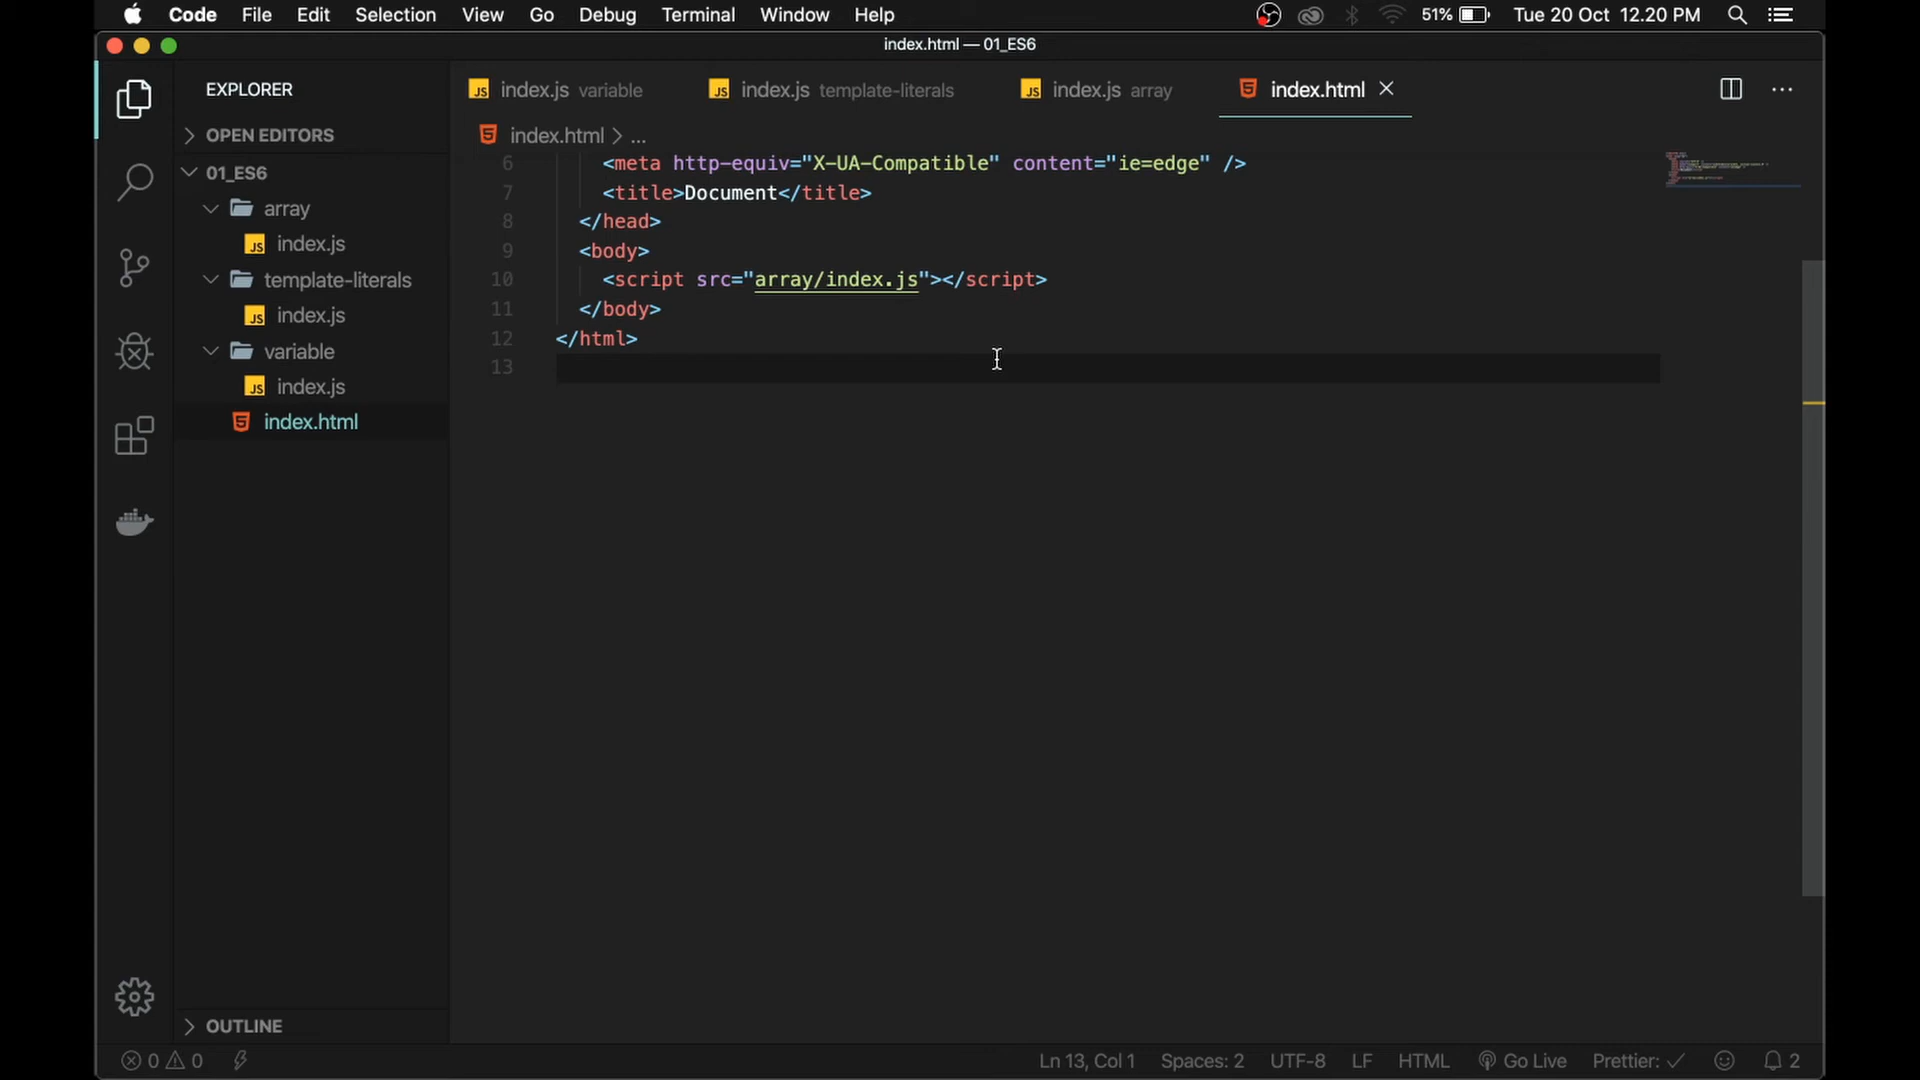 Code File Edit Selection View Go Debug Terminal Window Help 51% Tue 20 Oct 12.20 PM
index.html — 01_ES6
EXPLORER
index.js variable
index.js template-literals
index.js array
index.html
OPEN EDITORS
index.html > ...
01_ES6
array
index.js
template-literals
index.js
variable
index.js
index.html
6 <meta http-equiv="X-UA-Compatible" content="ie=edge" />
7 <title>Document</title>
8 </head>
9 <body>
10 <script src="array/index.js"></script>
11 </body>
12 </html>
13
OUTLINE
0 0 Ln 13, Col 1 Spaces: 2 UTF-8 LF HTML Go Live Prettier: ✓ 2